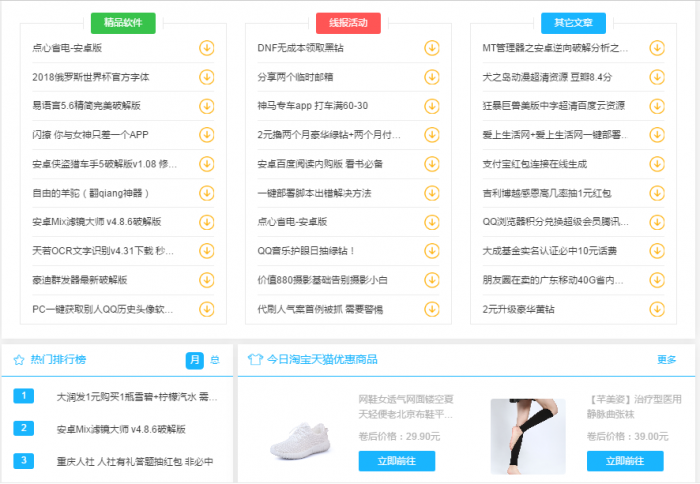 精品软件
点心省电-安卓版
2018俄罗斯世界杯官方字体
易语言5.6精简完美破解版
闪撩 你与女神只差一个APP
安卓侠盗猎车手5破解版v1.08 修...
自由的羊驼（翻qiang神器）
安卓Mix滤镜大师 v4.8.6破解版
天若OCR文字识别v4.31下载 秒...
豪迪群发器最新破解版
PC一键获取别人QQ历史头像软...
线报活动
DNF无成本领取黑钻
分享两个临时邮箱
神马专车app 打车满60-30
2元撸两个月豪华绿钻+两个月付...
安卓百度阅读内购版 看书必备
一键部署脚本出错解决方法
点心省电-安卓版
QQ音乐护眼日抽绿钻！
价值880摄影基础告别摄影小白
代刷人气案首例被抓 需要警惕
其它文章
MT管理器之安卓逆向破解分析之...
犬之岛动漫超清资源 豆瓣8.4分
狂暴巨兽美版中字超清百度云资源
爱上生活网+爱上生活网一键部署...
支付宝红包连接在线生成
吉利博越感恩高几率抽1元红包
QQ浏览器积分兑换超级会员腾讯...
大成基金实名认证必中10元话费
朋友圈在卖的广东移动40G省内...
2元升级豪华黄钻
热门排行榜
月 总
1 大润发1元购买1瓶雪碧+柠檬汽水 需...
2 安卓Mix滤镜大师 v4.8.6破解版
3 重庆人社 人社有礼答题抽红包 非必中
今日淘宝天猫优惠商品
更多
网鞋女透气网面镂空夏
天轻便老北京布鞋平...
卷后价格：29.90元
立即前往
【芊美姿】治疗型医用
静脉曲张袜
卷后价格：39.00元
立即前往